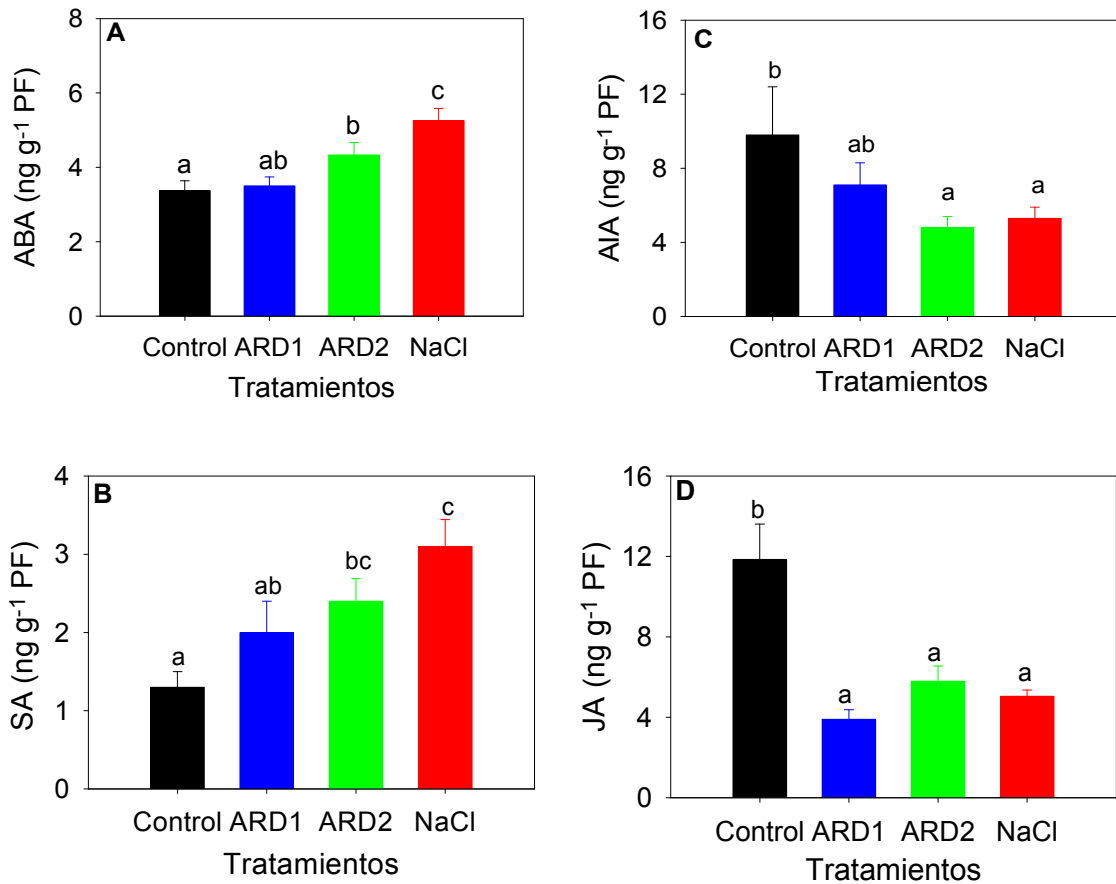 A
ABA (ng g⁻¹ PF)
8
6
4
2
0
a
ab
b
c
Control ARD1 ARD2 NaCl
Tratamientos
C
AIA (ng g⁻¹ PF)
16
12
8
4
0
b
ab
a
a
Control ARD1 ARD2 NaCl
Tratamientos
B
SA (ng g⁻¹ PF)
4
3
2
1
0
a
ab
bc
c
Control ARD1 ARD2 NaCl
Tratamientos
D
JA (ng g⁻¹ PF)
16
12
8
4
0
b
a
a
a
Control ARD1 ARD2 NaCl
Tratamientos